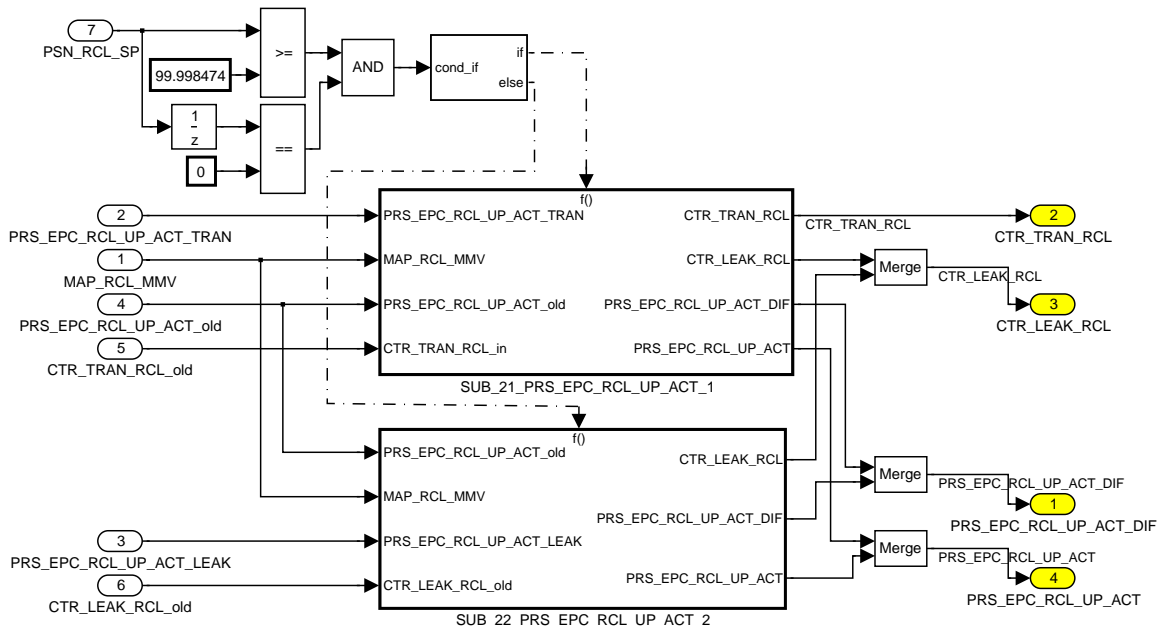 7
PSN_RCL_SP
99.998474
>=
1
z
0
==
AND
cond_if
if
else
f()
2
PRS_EPC_RCL_UP_ACT_TRAN
1
MAP_RCL_MMV
4
PRS_EPC_RCL_UP_ACT_old
5
CTR_TRAN_RCL_old
PRS_EPC_RCL_UP_ACT_TRAN
MAP_RCL_MMV
PRS_EPC_RCL_UP_ACT_old
CTR_TRAN_RCL_in
CTR_TRAN_RCL
CTR_LEAK_RCL
PRS_EPC_RCL_UP_ACT_DIF
PRS_EPC_RCL_UP_ACT
SUB_21_PRS_EPC_RCL_UP_ACT_1
CTR_TRAN_RCL
2
CTR_TRAN_RCL
Merge
CTR_LEAK_RCL
3
CTR_LEAK_RCL
f()
3
PRS_EPC_RCL_UP_ACT_LEAK
6
CTR_LEAK_RCL_old
PRS_EPC_RCL_UP_ACT_old
MAP_RCL_MMV
PRS_EPC_RCL_UP_ACT_LEAK
CTR_LEAK_RCL_old
CTR_LEAK_RCL
PRS_EPC_RCL_UP_ACT_DIF
PRS_EPC_RCL_UP_ACT
SUB_22_PRS_EPC_RCL_UP_ACT_2
Merge
PRS_EPC_RCL_UP_ACT_DIF
1
PRS_EPC_RCL_UP_ACT_DIF
Merge
PRS_EPC_RCL_UP_ACT
4
PRS_EPC_RCL_UP_ACT